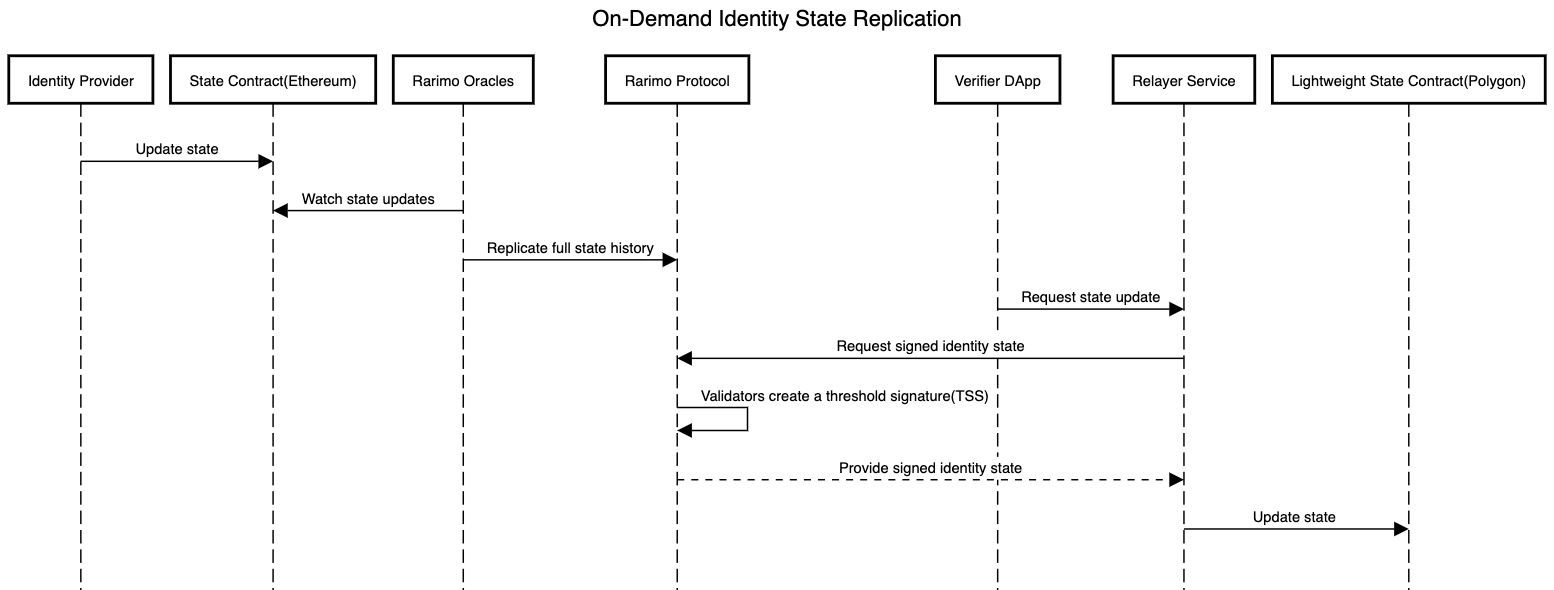 On-Demand Identity State Replication
Identity Provider
State Contract(Ethereum)
Rarimo Oracles
Rarimo Protocol
Verifier DApp
Relayer Service
Lightweight State Contract(Polygon)
Update state
Watch state updates
Replicate full state history
Request state update
Request signed identity state
Validators create a threshold signature(TSS)
Provide signed identity state
Update state